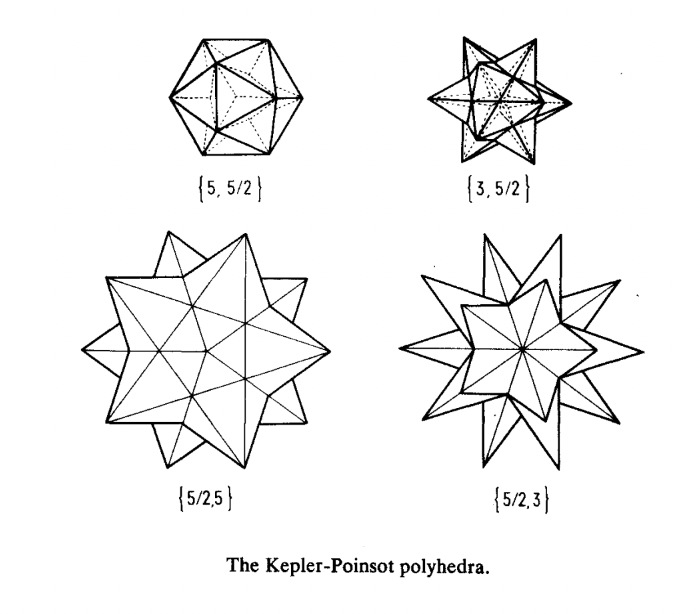 {5, 5/2}
{3, 5/2}
{5/2,5}
{5/2,3}
The Kepler-Poinsot polyhedra.